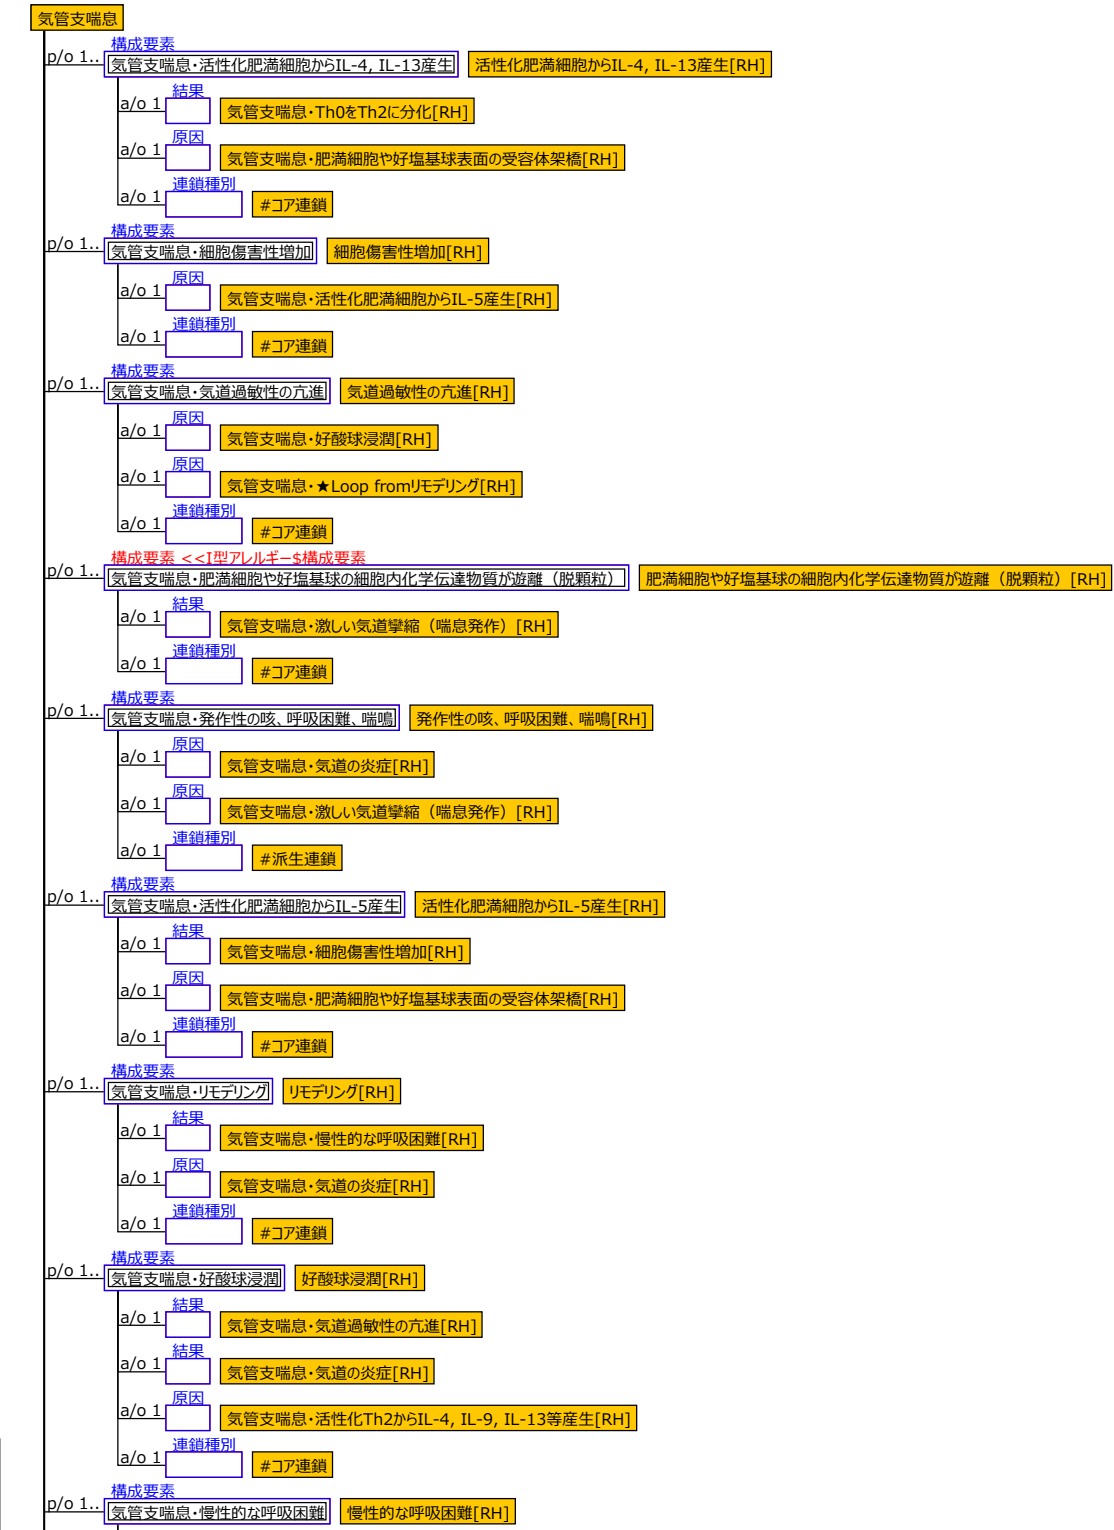 気管支喘息
構成要素
p/o 1.. 気管支喘息・活性化肥満細胞からIL-4, IL-13産生 活性化肥満細胞からIL-4, IL-13産生[RH]
結果
a/o 1 気管支喘息・Th0をTh2に分化[RH]
原因
a/o 1 気管支喘息・肥満細胞や好塩基球表面の受容体架橋[RH]
連鎖種別
a/o 1 #コア連鎖
構成要素
p/o 1.. 気管支喘息・細胞傷害性増加 細胞傷害性増加[RH]
原因
a/o 1 気管支喘息・活性化肥満細胞からIL-5産生[RH]
連鎖種別
a/o 1 #コア連鎖
構成要素
p/o 1.. 気管支喘息・気道過敏性の亢進 気道過敏性の亢進[RH]
原因
a/o 1 気管支喘息・好酸球浸潤[RH]
原因
a/o 1 気管支喘息・★Loop fromリモデリング[RH]
連鎖種別
a/o 1 #コア連鎖
構成要素 <<I型アレルギー$構成要素
p/o 1.. 気管支喘息・肥満細胞や好塩基球の細胞内化学伝達物質が遊離（脱顆粒） 肥満細胞や好塩基球の細胞内化学伝達物質が遊離（脱顆粒）[RH]
結果
a/o 1 気管支喘息・激しい気道攣縮（喘息発作）[RH]
連鎖種別
a/o 1 #コア連鎖
構成要素
p/o 1.. 気管支喘息・発作性の咳、呼吸困難、喘鳴 発作性の咳、呼吸困難、喘鳴[RH]
原因
a/o 1 気管支喘息・気道の炎症[RH]
原因
a/o 1 気管支喘息・激しい気道攣縮（喘息発作）[RH]
連鎖種別
a/o 1 #派生連鎖
構成要素
p/o 1.. 気管支喘息・活性化肥満細胞からIL-5産生 活性化肥満細胞からIL-5産生[RH]
結果
a/o 1 気管支喘息・細胞傷害性増加[RH]
原因
a/o 1 気管支喘息・肥満細胞や好塩基球表面の受容体架橋[RH]
連鎖種別
a/o 1 #コア連鎖
構成要素
p/o 1.. 気管支喘息・リモデリング リモデリング[RH]
結果
a/o 1 気管支喘息・慢性的な呼吸困難[RH]
原因
a/o 1 気管支喘息・気道の炎症[RH]
連鎖種別
a/o 1 #コア連鎖
構成要素
p/o 1.. 気管支喘息・好酸球浸潤 好酸球浸潤[RH]
結果
a/o 1 気管支喘息・気道過敏性の亢進[RH]
結果
a/o 1 気管支喘息・気道の炎症[RH]
原因
a/o 1 気管支喘息・活性化Th2からIL-4, IL-9, IL-13等産生[RH]
連鎖種別
a/o 1 #コア連鎖
構成要素
p/o 1.. 気管支喘息・慢性的な呼吸困難 慢性的な呼吸困難[RH]